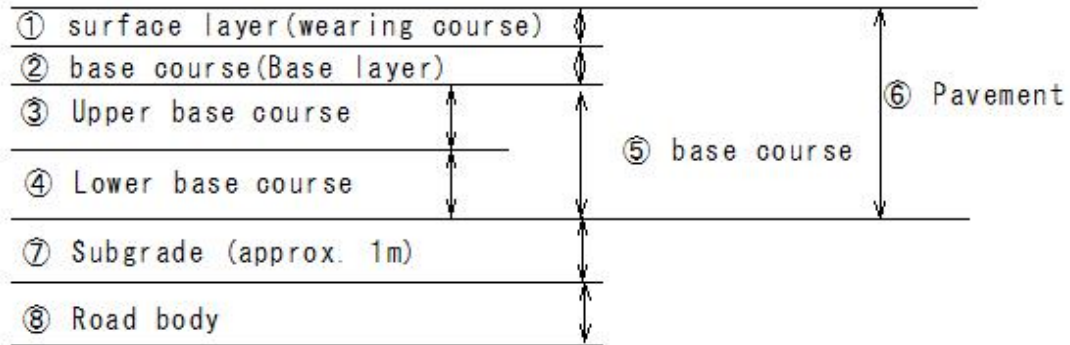 ① surface layer(wearing course)
② base course(Base layer)
③ Upper base course
⑥ Pavement
⑤ base course
④ Lower base course
⑦ Subgrade (approx. 1m)
⑧ Road body